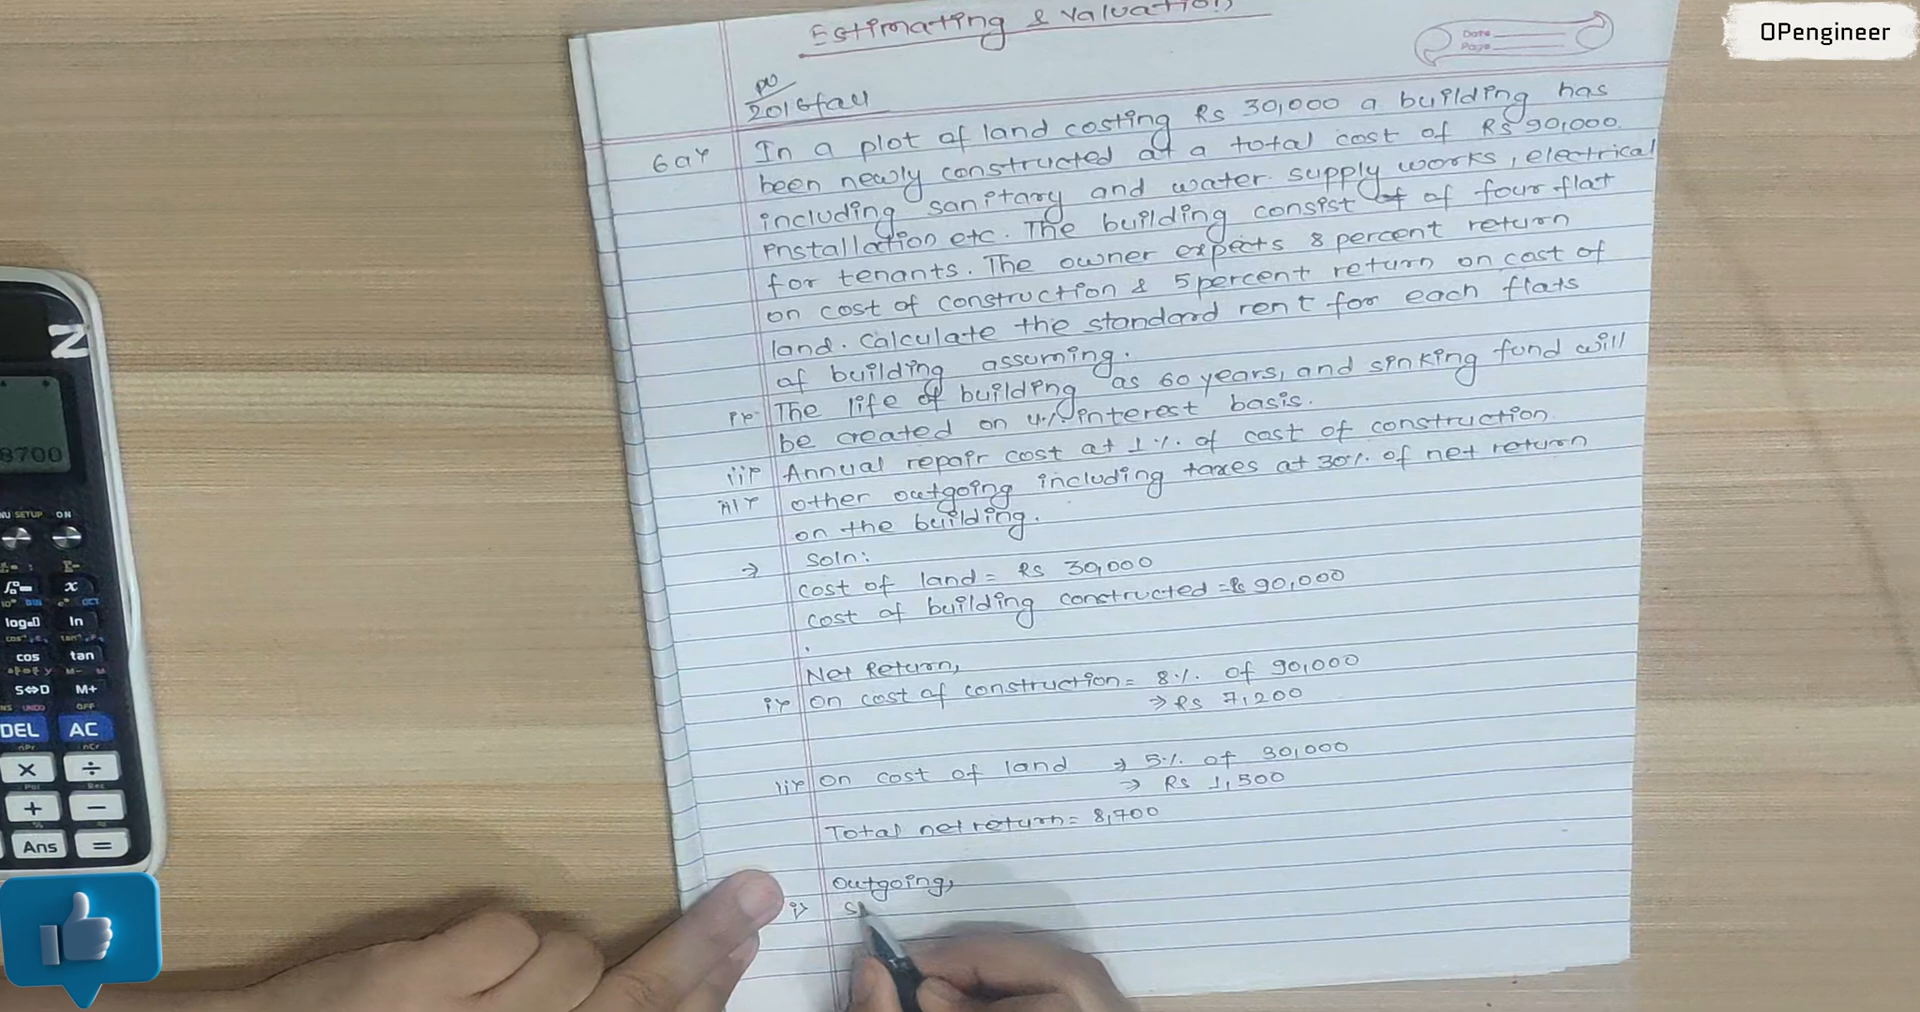 OPengineer
Estimating & Valuation
Date
Page
PU
2016fall
6 a) In a plot of land costing Rs 30,000 a building has
been newly constructed at a total cost of Rs 90,000.
including sanitary and water supply works, electrical
installation etc. The building consist of four flat
for tenants. The owner expects 8 percent return
on cost of construction & 5 percent return on cost of
land. Calculate the standard rent for each flats
of building assuming.
i) The life of building as 60 years, and sinking fund will
be created on 4% interest basis.
ii) Annual repair cost at 1% of cost of construction
iii) other outgoing including taxes at 30% of net return
on the building.
→ Soln:
cost of land = Rs 30,000
cost of building constructed = Rs 90,000
Net Return,
i) on cost of construction = 8% of 90,000
⇒ Rs 7,200
ii) on cost of land ⇒ 5% of 30,000
⇒ Rs 1,500
Total net return = 8,700
outgoing,
i) S
8700
SETUP ON
x
log ln
cos tan
S⇔D M+
DEL AC
× ÷
+ −
Ans =